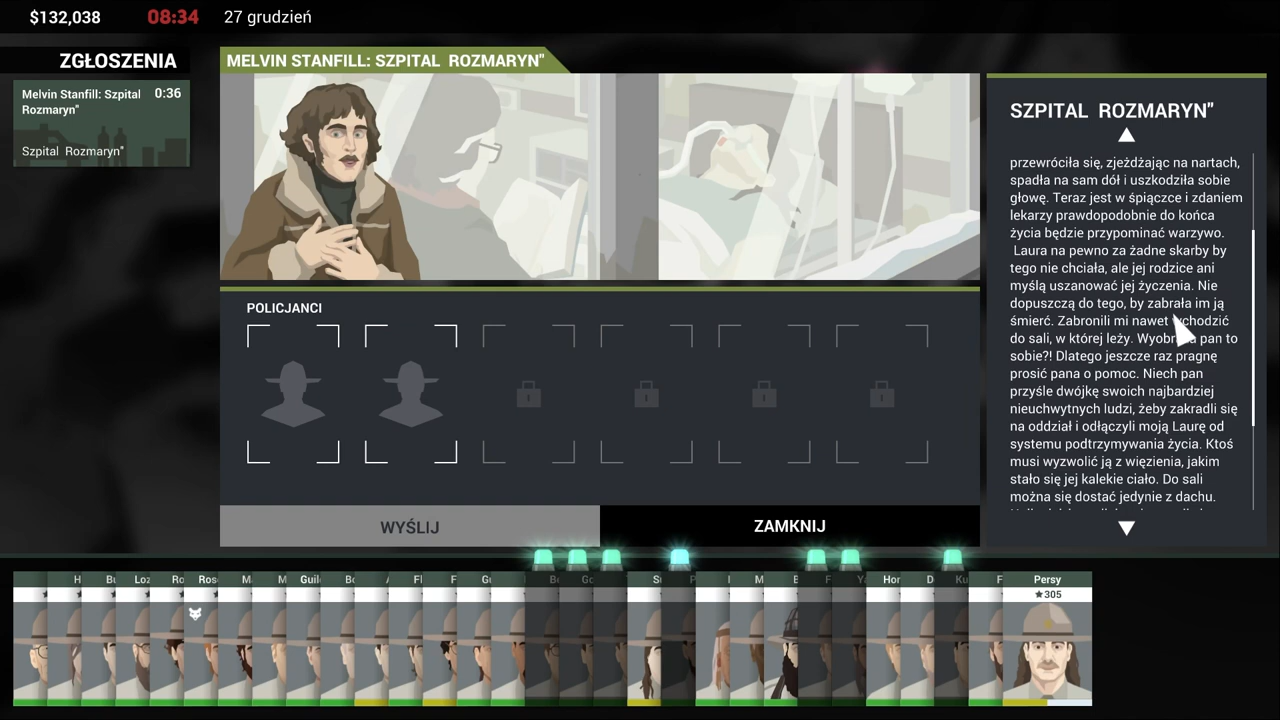 $132,038 08:34 27 grudzień
ZGŁOSZENIA
Melvin Stanfill: Szpital 0:36
Rozmaryn"
Szpital Rozmaryn"
MELVIN STANFILL: SZPITAL ROZMARYN"
POLICJANCI
WYŚLIJ
ZAMKNIJ
SZPITAL ROZMARYN"
przewróciła się, zjeżdżając na nartach,
spadła na sam dół i uszkodziła sobie
głowę. Teraz jest w śpiączce i zdaniem
lekarzy prawdopodobnie do końca
życia będzie przypominać warzywo.
Laura na pewno za żadne skarby by
tego nie chciała, ale jej rodzice ani
myślą uszanować jej życzenia. Nie
dopuszczą do tego, by zabrała im ją
śmierć. Zabronili mi nawet
do sali, w której leży. pan to
sobie?! Dlatego jeszcze raz pragnę
prosić pana o pomoc. Niech pan
przyśle dwójkę swoich najbardziej
nieuchwytnych ludzi, żeby zakradli się
na oddział i odłączyli moją Laurę od
systemu podtrzymywania życia. Ktoś
musi wyzwolić ją z więzienia, jakim
stało się jej kalekie ciało. Do sali
można się dostać jedynie z dachu.
Persy
★305